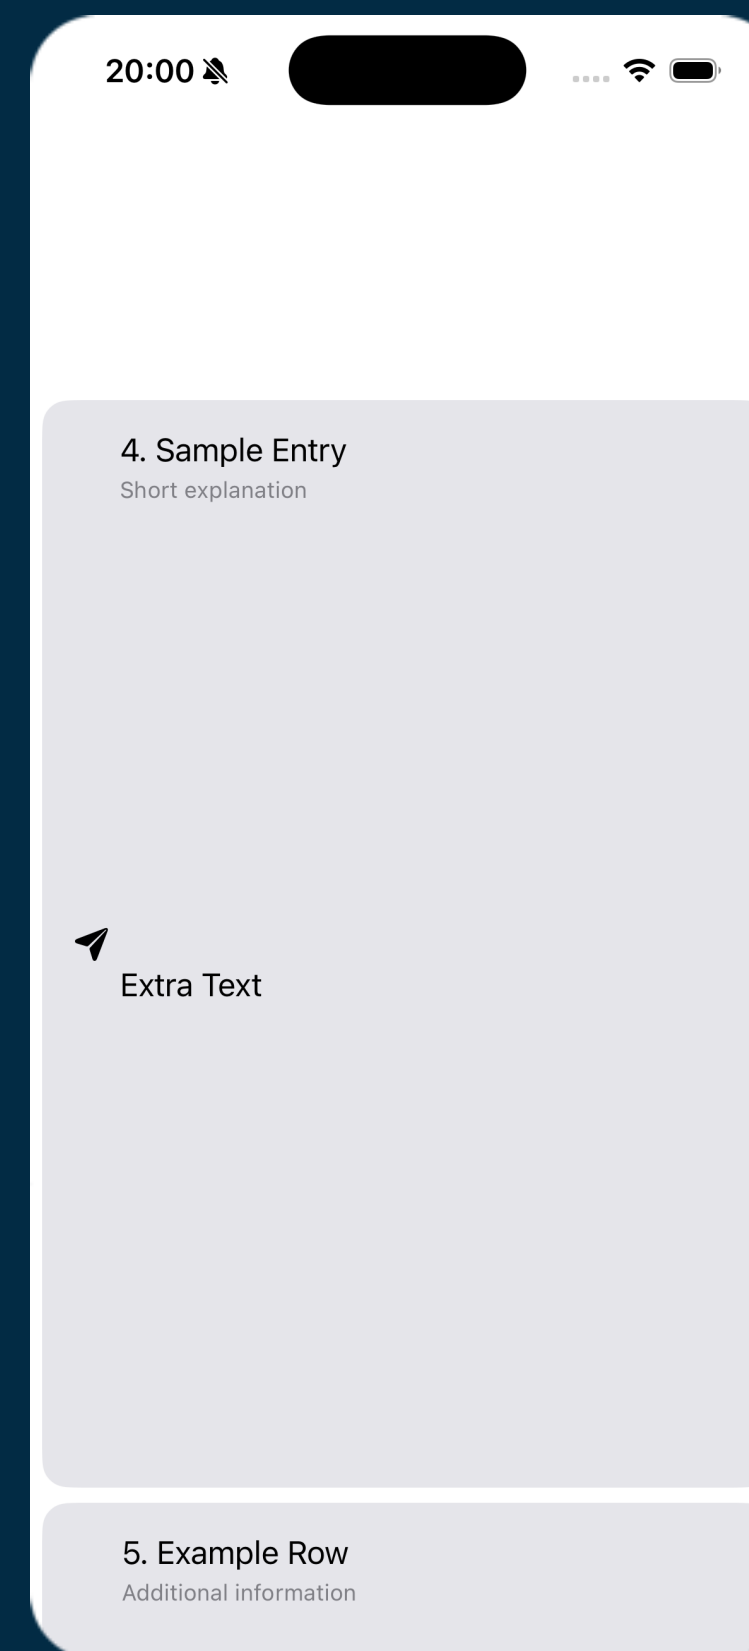 20:00
4. Sample Entry
Short explanation
Extra Text
5. Example Row
Additional information